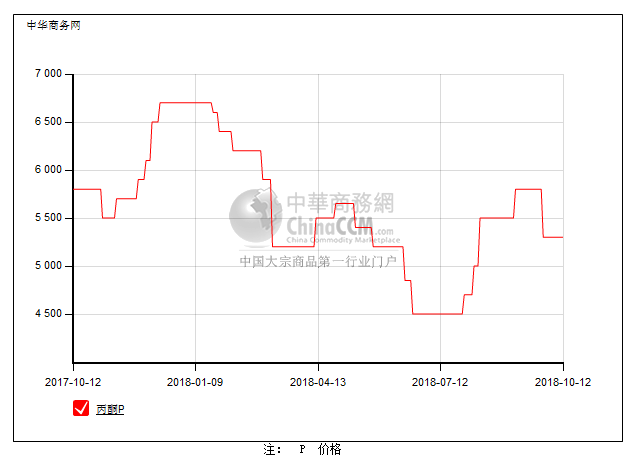 中华商务网
7 000
6 500
6 000
5 500
5 000
4 500
中華商務網
ChinaCCM.com
China Commodity Marketplace
中国大宗商品第一行业门户
2017-10-12
2018-01-09
2018-04-13
2018-07-12
2018-10-12
丙酮P
注： P 价格